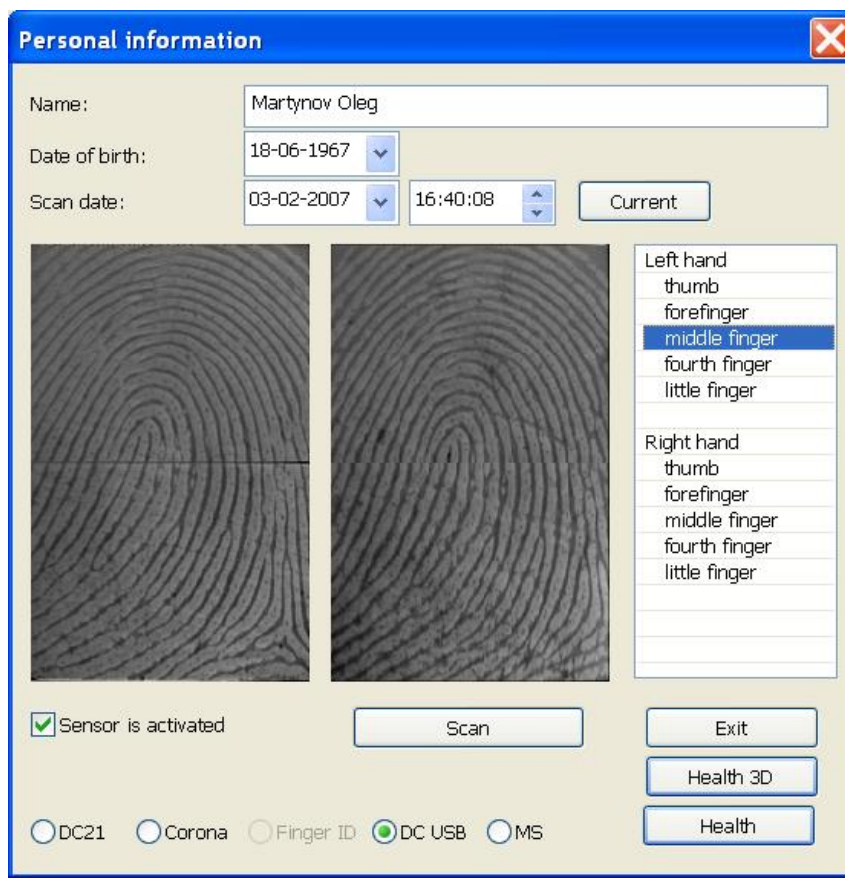 Personal information
Name: Martynov Oleg
Date of birth: 18-06-1967
Scan date: 03-02-2007 16:40:08 Current
Left hand
thumb
forefinger
middle finger
fourth finger
little finger
Right hand
thumb
forefinger
middle finger
fourth finger
little finger
Sensor is activated
Scan
Exit
Health 3D
DC21 Corona Finger ID DC USB MS
Health